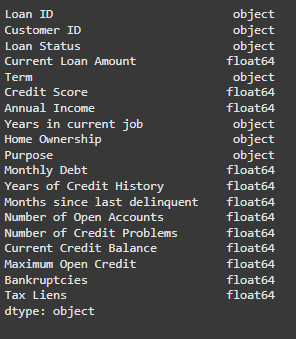 Loan ID object
Customer ID object
Loan Status object
Current Loan Amount float64
Term object
Credit Score float64
Annual Income float64
Years in current job object
Home Ownership object
Purpose object
Monthly Debt float64
Years of Credit History float64
Months since last delinquent float64
Number of Open Accounts float64
Number of Credit Problems float64
Current Credit Balance float64
Maximum Open Credit float64
Bankruptcies float64
Tax Liens float64
dtype: object